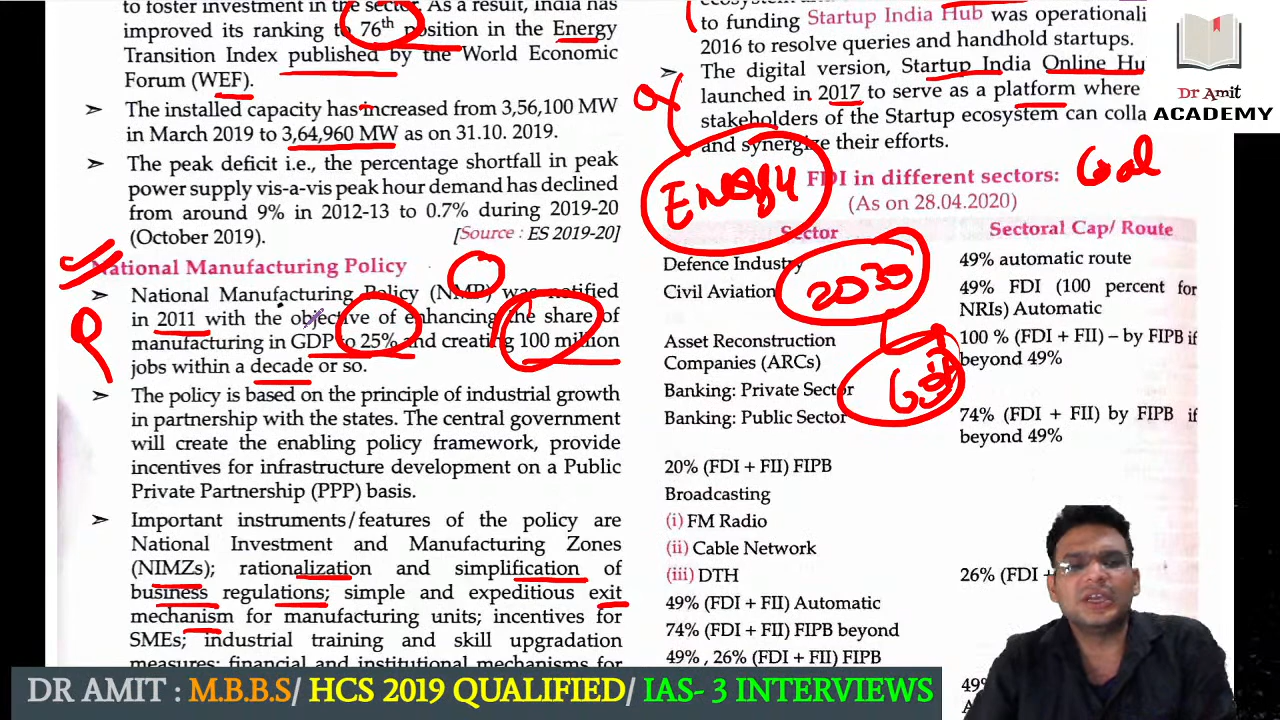 to foster investment in the sector. As a result, India has
improved its ranking to 76th position in the Energy
Transition Index published by the World Economic
Forum (WEF).
➢ The installed capacity has increased from 3,56,100 MW
in March 2019 to 3,64,960 MW as on 31.10. 2019.
➢ The peak deficit i.e., the percentage shortfall in peak
power supply vis-a-vis peak hour demand has declined
from around 9% in 2012-13 to 0.7% during 2019-20
(October 2019). [Source : ES 2019-20]
National Manufacturing Policy
➢ National Manufacturing Policy (NMP) was notified
in 2011 with the objective of enhancing the share of
manufacturing in GDP to 25% and creating 100 million
jobs within a decade or so.
➢ The policy is based on the principle of industrial growth
in partnership with the states. The central government
will create the enabling policy framework, provide
incentives for infrastructure development on a Public
Private Partnership (PPP) basis.
➢ Important instruments/features of the policy are
National Investment and Manufacturing Zones
(NIMZs); rationalization and simplification of
business regulations; simple and expeditious exit
mechanism for manufacturing units; incentives for
SMEs; industrial training and skill upgradation
measures; financial and institutional mechanisms for
to funding Startup India Hub was operationali
2016 to resolve queries and handhold startups.
➢ The digital version, Startup India Online Hu
launched in 2017 to serve as a platform where
stakeholders of the Startup ecosystem can colla
and synergize their efforts.
Energy
FDI in different sectors:
(As on 28.04.2020)
Sector Sectoral Cap/ Route
Defence Industry 49% automatic route
Civil Aviation 49% FDI (100 percent for
NRIs) Automatic
2030
Asset Reconstruction 100 % (FDI + FII) – by FIPB if
Companies (ARCs) beyond 49%
Banking: Private Sector
Banking: Public Sector 74% (FDI + FII) by FIPB if
beyond 49%
20% (FDI + FII) FIPB
Broadcasting
(i) FM Radio
(ii) Cable Network
(iii) DTH 26% (FDI
49% (FDI + FII) Automatic
74% (FDI + FII) FIPB beyond
49% , 26% (FDI + FII) FIPB
Dr Amit
ACADEMY
DR AMIT : M.B.B.S/ HCS 2019 QUALIFIED/ IAS- 3 INTERVIEWS